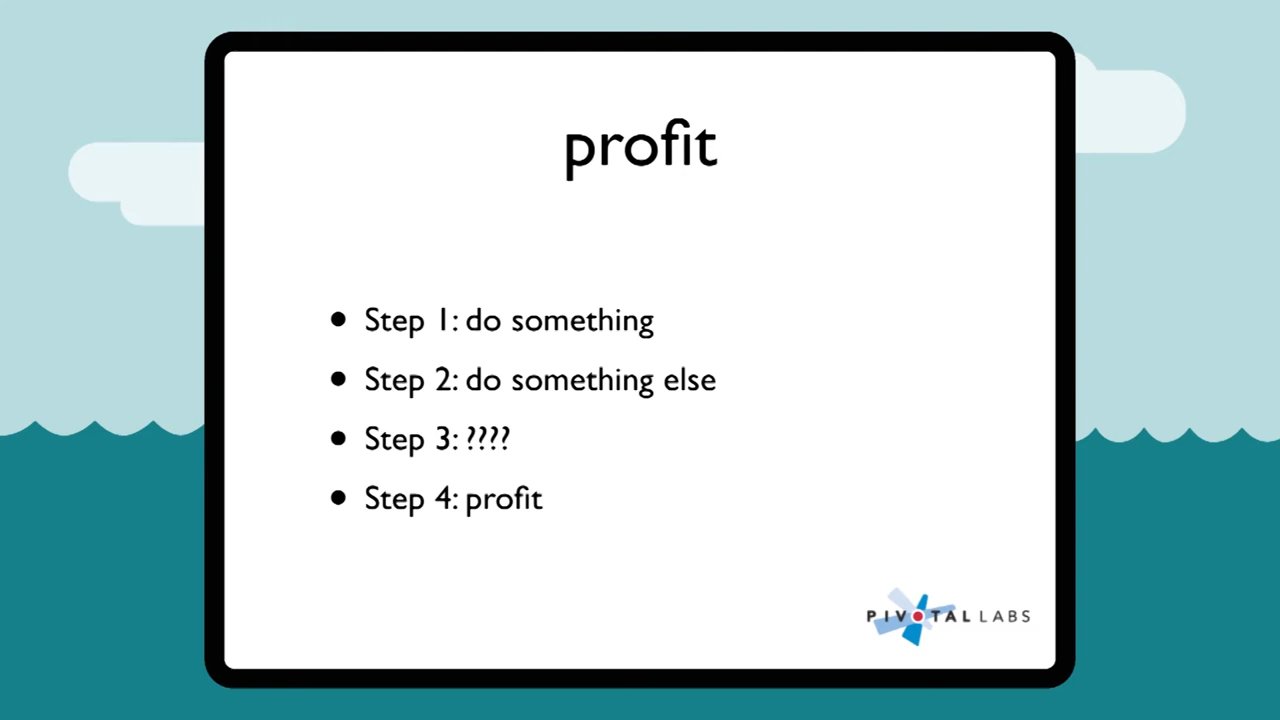 profit
• Step 1: do something
• Step 2: do something else
• Step 3: ????
• Step 4: profit
PIVOTAL LABS